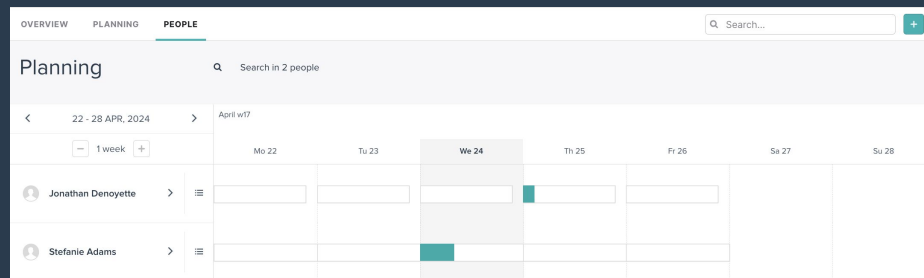 OVERVIEW PLANNING PEOPLE Search... +
Planning Search in 2 people
< 22 - 28 APR, 2024 > April w17
− 1 week + Mo 22 Tu 23 We 24 Th 25 Fr 26 Sa 27 Su 28
Jonathan Denoyette
Stefanie Adams